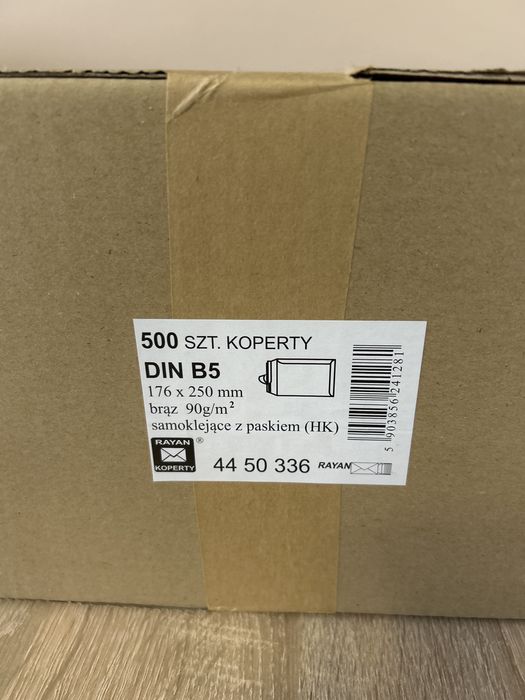 500 SZT. KOPERTY
DIN B5
176 x 250 mm
brąz 90g/m²
samoklejące z paskiem (HK)
RAYAN ®
KOPERTY
44 50 336 RAYAN
5 903856 241281